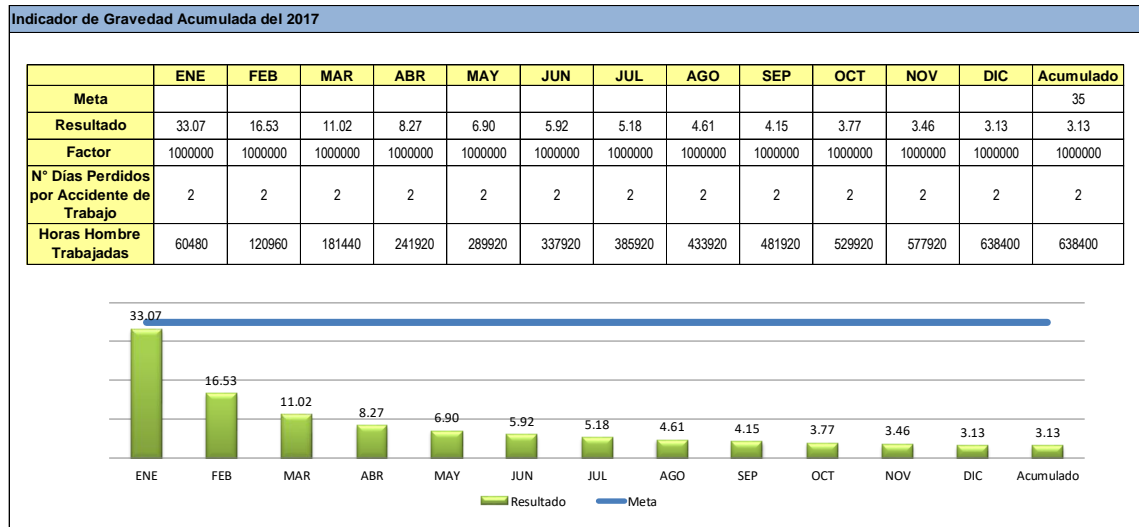 Indicador de Gravedad Acumulada del 2017
ENE FEB MAR ABR MAY JUN JUL AGO SEP OCT NOV DIC Acumulado
Meta 35
Resultado 33.07 16.53 11.02 8.27 6.90 5.92 5.18 4.61 4.15 3.77 3.46 3.13 3.13
Factor 1000000 1000000 1000000 1000000 1000000 1000000 1000000 1000000 1000000 1000000 1000000 1000000 1000000
N° Días Perdidos
por Accidente de
Trabajo
2 2 2 2 2 2 2 2 2 2 2 2 2
Horas Hombre
Trabajadas
60480 120960 181440 241920 289920 337920 385920 433920 481920 529920 577920 638400 638400
33.07 16.53 11.02 8.27 6.90 5.92 5.18 4.61 4.15 3.77 3.46 3.13 3.13
ENE FEB MAR ABR MAY JUN JUL AGO SEP OCT NOV DIC Acumulado
Resultado Meta